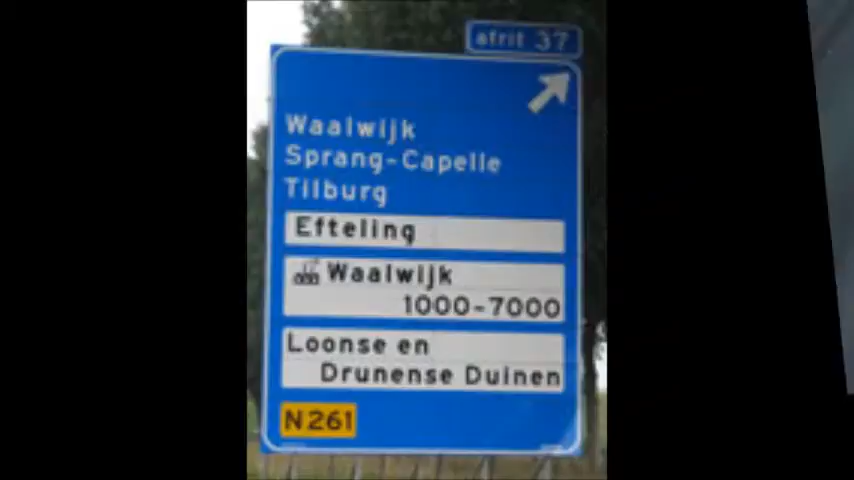 afrit 37
Waalwijk
Sprang-Capelle
Tilburg
Efteling
Waalwijk
1000-7000
Loonse en
Drunense Duinen
N261